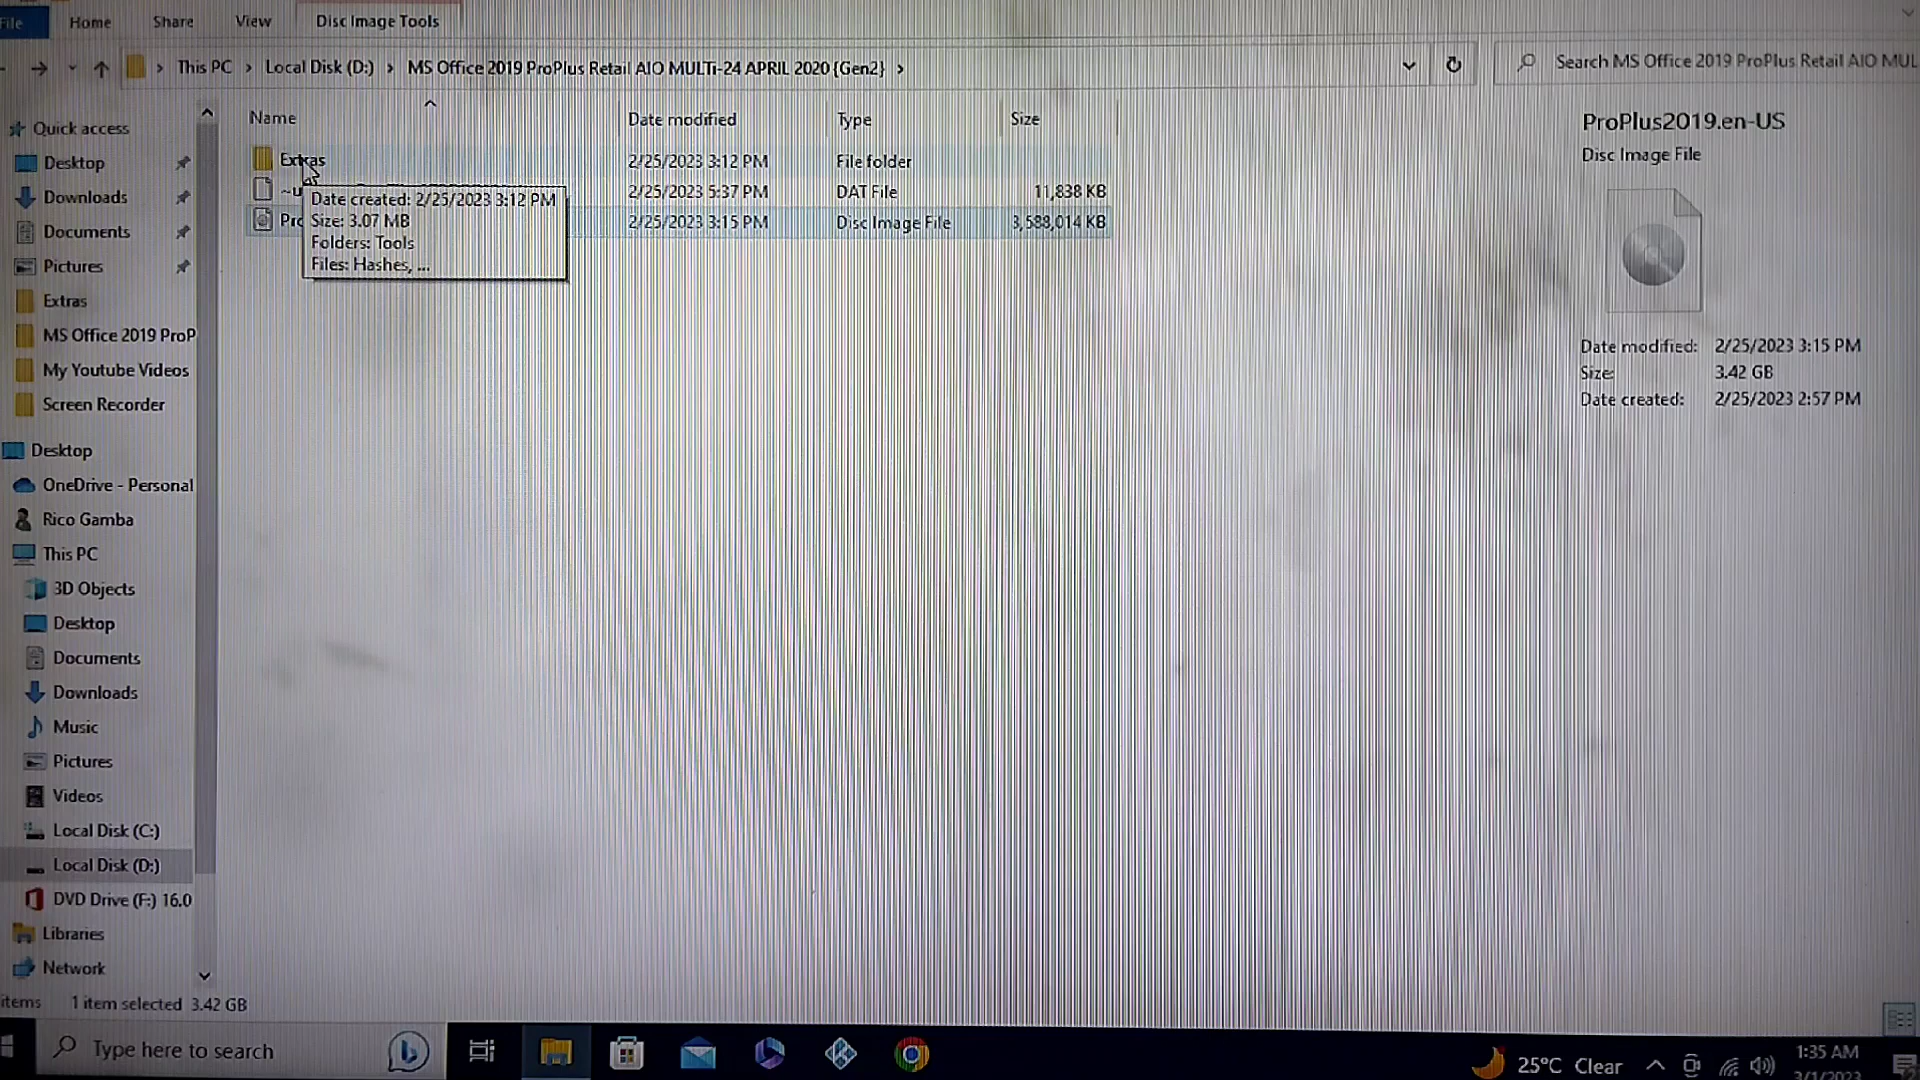 File Home Share View Disc Image Tools
This PC > Local Disk (D:) > MS Office 2019 ProPlus Retail AIO MULTi-24 APRIL 2020 {Gen2} >
Search MS Office 2019 ProPlus Retail AIO MUL
Name Date modified Type Size
Extras 2/25/2023 3:12 PM File folder
~u 2/25/2023 5:37 PM DAT File 11,838 KB
Pro 2/25/2023 3:15 PM Disc Image File 3,588,014 KB
Date created: 2/25/2023 3:12 PM
Size: 3.07 MB
Folders: Tools
Files: Hashes, ...
Quick access
Desktop
Downloads
Documents
Pictures
Extras
MS Office 2019 ProP
My Youtube Videos
Screen Recorder
Desktop
OneDrive - Personal
Rico Gamba
This PC
3D Objects
Desktop
Documents
Downloads
Music
Pictures
Videos
Local Disk (C:)
Local Disk (D:)
DVD Drive (F:) 16.0
Libraries
Network
ProPlus2019.en-US
Disc Image File
Date modified: 2/25/2023 3:15 PM
Size: 3.42 GB
Date created: 2/25/2023 2:57 PM
items 1 item selected 3.42 GB
Type here to search
25°C Clear
1:35 AM
3/1/2023